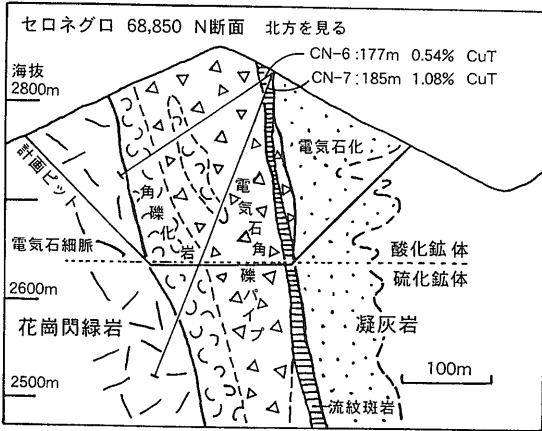 セロネグロ 68,850 N断面 北方を見る
CN-6:177m 0.54% CuT
CN-7:185m 1.08% CuT
海抜
2800m
計画ピット
電気石細脈
2600m
花崗閃緑岩
2500m
角礫化岩
電気石角礫パイプ
電気石化
酸化鉱体
硫化鉱体
凝灰岩
100m
流紋斑岩